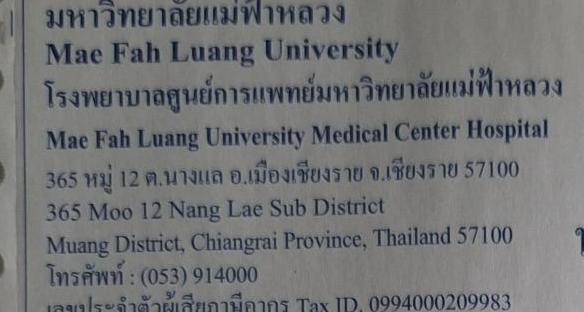 มหาวิทยาลัยแม่ฟ้าหลวง
Mae Fah Luang University
โรงพยาบาลศูนย์การแพทย์มหาวิทยาลัยแม่ฟ้าหลวง
Mae Fah Luang University Medical Center Hospital
365 หมู่ 12 ต.นางแล อ.เมืองเชียงราย จ.เชียงราย 57100
365 Moo 12 Nang Lae Sub District
Muang District, Chiangrai Province, Thailand 57100
โทรศัพท์ : (053) 914000
เลขประจำตัวผู้เสียภาษีอากร Tax ID. 0994000209983